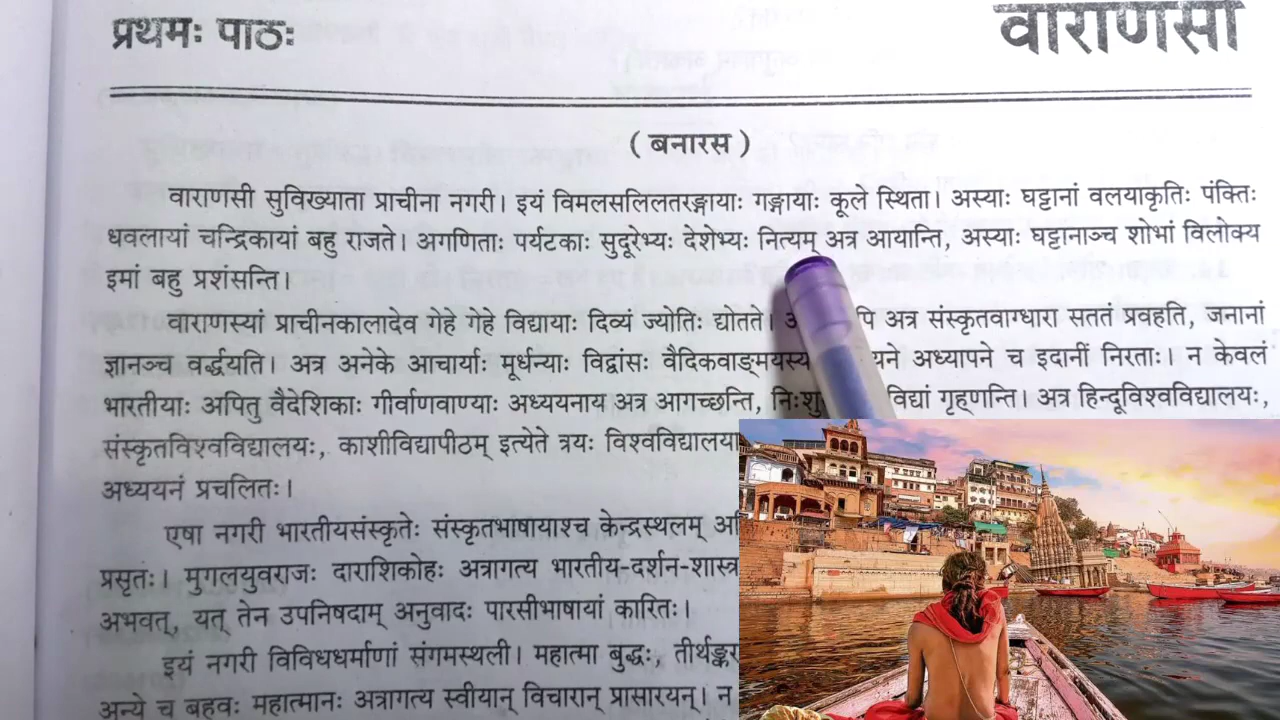 प्रथमः पाठः
वाराणसी
( बनारस )
वाराणसी सुविख्याता प्राचीना नगरी। इयं विमलसलिलतरङ्गायाः गङ्गायाः कूले स्थिता। अस्याः घट्टानां वलयाकृतिः पंक्तिः
धवलायां चन्द्रिकायां बहु राजते। अगणिताः पर्यटकाः सुदूरेभ्यः देशेभ्यः नित्यम् अत्र आयान्ति, अस्याः घट्टानाञ्च शोभां विलोक्य
इमां बहु प्रशंसन्ति।
वाराणस्यां प्राचीनकालादेव गेहे गेहे विद्यायाः दिव्यं ज्योतिः द्योतते। अत्र संस्कृतवाग्धारा सततं प्रवहति, जनानां
ज्ञानञ्च वर्द्धयति। अत्र अनेके आचार्याः मूर्धन्याः विद्वांसः वैदिकवाङ्मयस्य अध्यापने च इदानीं निरताः। न केवलं
भारतीयाः अपितु वैदेशिकाः गीर्वाणवाण्याः अध्ययनाय अत्र आगच्छन्ति, विद्यां गृह्णन्ति। अत्र हिन्दूविश्वविद्यालयः,
संस्कृतविश्वविद्यालयः, काशीविद्यापीठम् इत्येते त्रयः विश्वविद्यालया
अध्ययनं प्रचलितः।
एषा नगरी भारतीयसंस्कृतेः संस्कृतभाषायाश्च केन्द्रस्थलम्
प्रसृतः। मुगलयुवराजः दाराशिकोहः अत्रागत्य भारतीय-दर्शन-शास्त्र
अभवत्, यत् तेन उपनिषदाम् अनुवादः पारसीभाषायां कारितः।
इयं नगरी विविधधर्माणां संगमस्थली। महात्मा बुद्धः, तीर्थङ्कर
अन्ये च बहवः महात्मानः अत्रागत्य स्वीयान् विचारान् प्रासारयन्। न